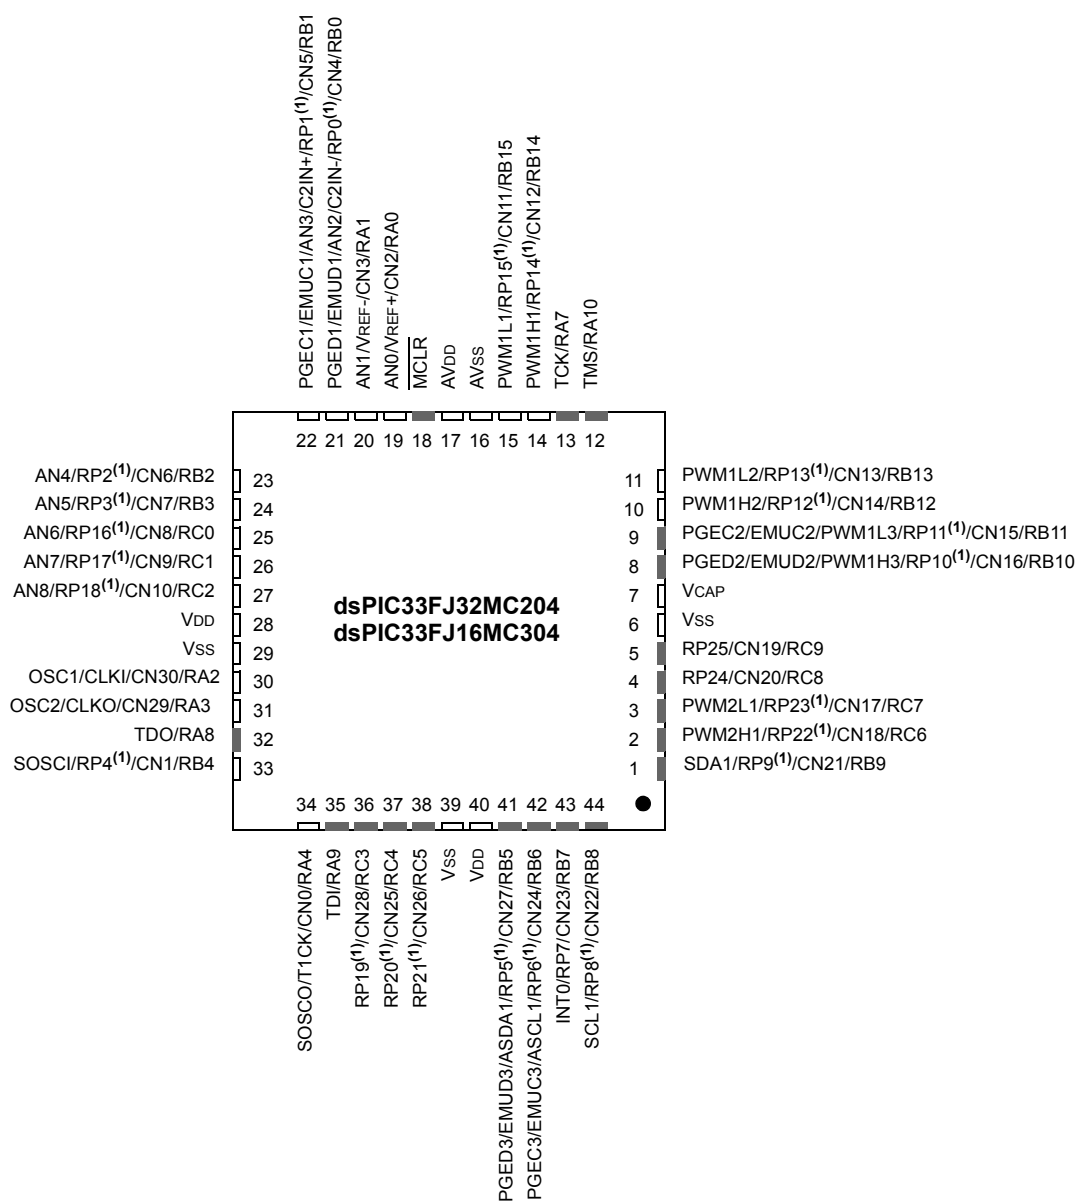 PGEC1/EMUC1/AN3/C2IN+/RP1(1)/CN5/RB1
PGED1/EMUD1/AN2/C2IN-/RP0(1)/CN4/RB0
AN1/VREF-/CN3/RA1
AN0/VREF+/CN2/RA0
MCLR
AVDD
AVSS
PWM1L1/RP15(1)/CN11/RB15
PWM1H1/RP14(1)/CN12/RB14
TCK/RA7
TMS/RA10
22 21 20 19 18 17 16 15 14 13 12
AN4/RP2(1)/CN6/RB2 23
AN5/RP3(1)/CN7/RB3 24
AN6/RP16(1)/CN8/RC0 25
AN7/RP17(1)/CN9/RC1 26
AN8/RP18(1)/CN10/RC2 27
VDD 28
VSS 29
OSC1/CLKI/CN30/RA2 30
OSC2/CLKO/CN29/RA3 31
TDO/RA8 32
SOSCI/RP4(1)/CN1/RB4 33
dsPIC33FJ32MC204
dsPIC33FJ16MC304
11 PWM1L2/RP13(1)/CN13/RB13
10 PWM1H2/RP12(1)/CN14/RB12
9 PGEC2/EMUC2/PWM1L3/RP11(1)/CN15/RB11
8 PGED2/EMUD2/PWM1H3/RP10(1)/CN16/RB10
7 VCAP
6 VSS
5 RP25/CN19/RC9
4 RP24/CN20/RC8
3 PWM2L1/RP23(1)/CN17/RC7
2 PWM2H1/RP22(1)/CN18/RC6
1 SDA1/RP9(1)/CN21/RB9
34 35 36 37 38 39 40 41 42 43 44
SOSCO/T1CK/CN0/RA4
TDI/RA9
RP19(1)/CN28/RC3
RP20(1)/CN25/RC4
RP21(1)/CN26/RC5
VSS
VDD
PGED3/EMUD3/ASDA1/RP5(1)/CN27/RB5
PGEC3/EMUC3/ASCL1/RP6(1)/CN24/RB6
INT0/RP7/CN23/RB7
SCL1/RP8(1)/CN22/RB8